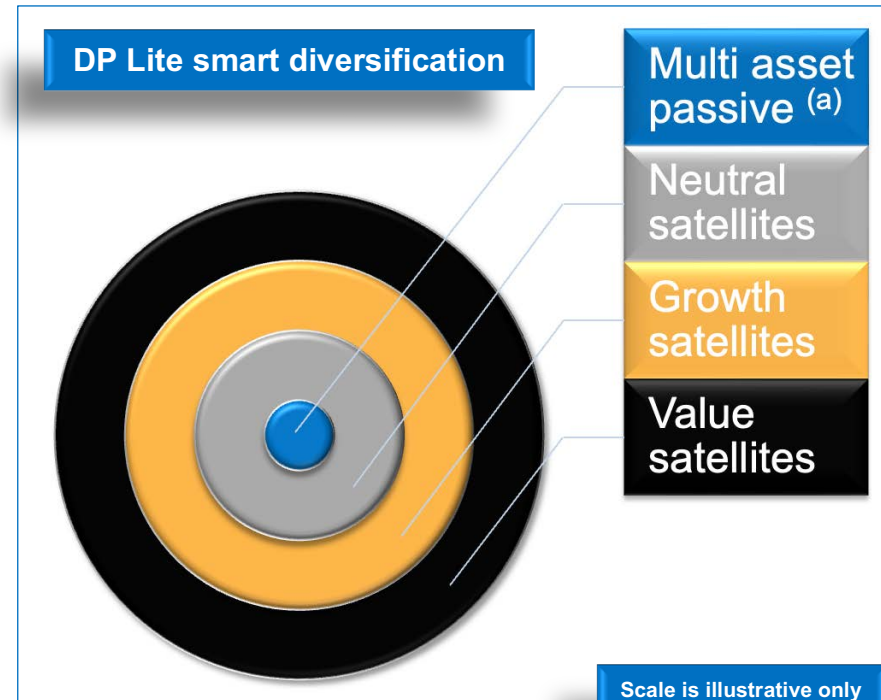 DP Lite smart diversification
Multi asset
passive (a)
Neutral
satellites
Growth
satellites
Value
satellites
Scale is illustrative only